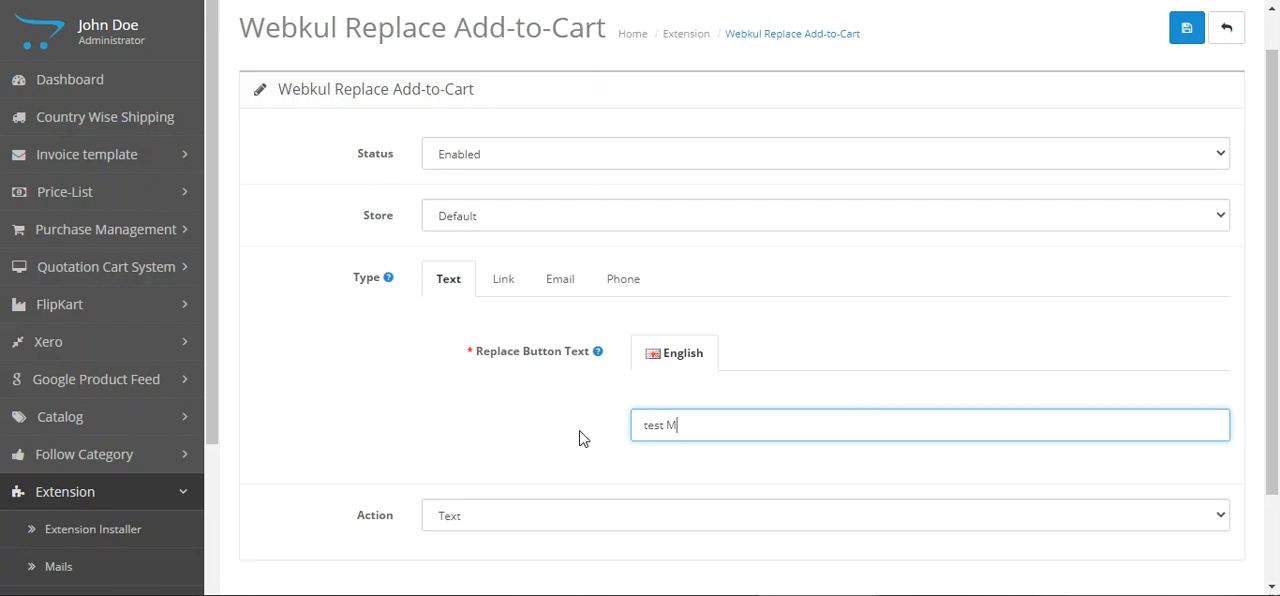 John Doe
Administrator
Dashboard
Country Wise Shipping
Invoice template
Price-List
Purchase Management
Quotation Cart System
FlipKart
Xero
Google Product Feed
Catalog
Follow Category
Extension
Extension Installer
Mails
Webkul Replace Add-to-Cart
Home / Extension / Webkul Replace Add-to-Cart
Webkul Replace Add-to-Cart
Status Enabled
Store Default
Type Text Link Email Phone
* Replace Button Text English
test M
Action Text